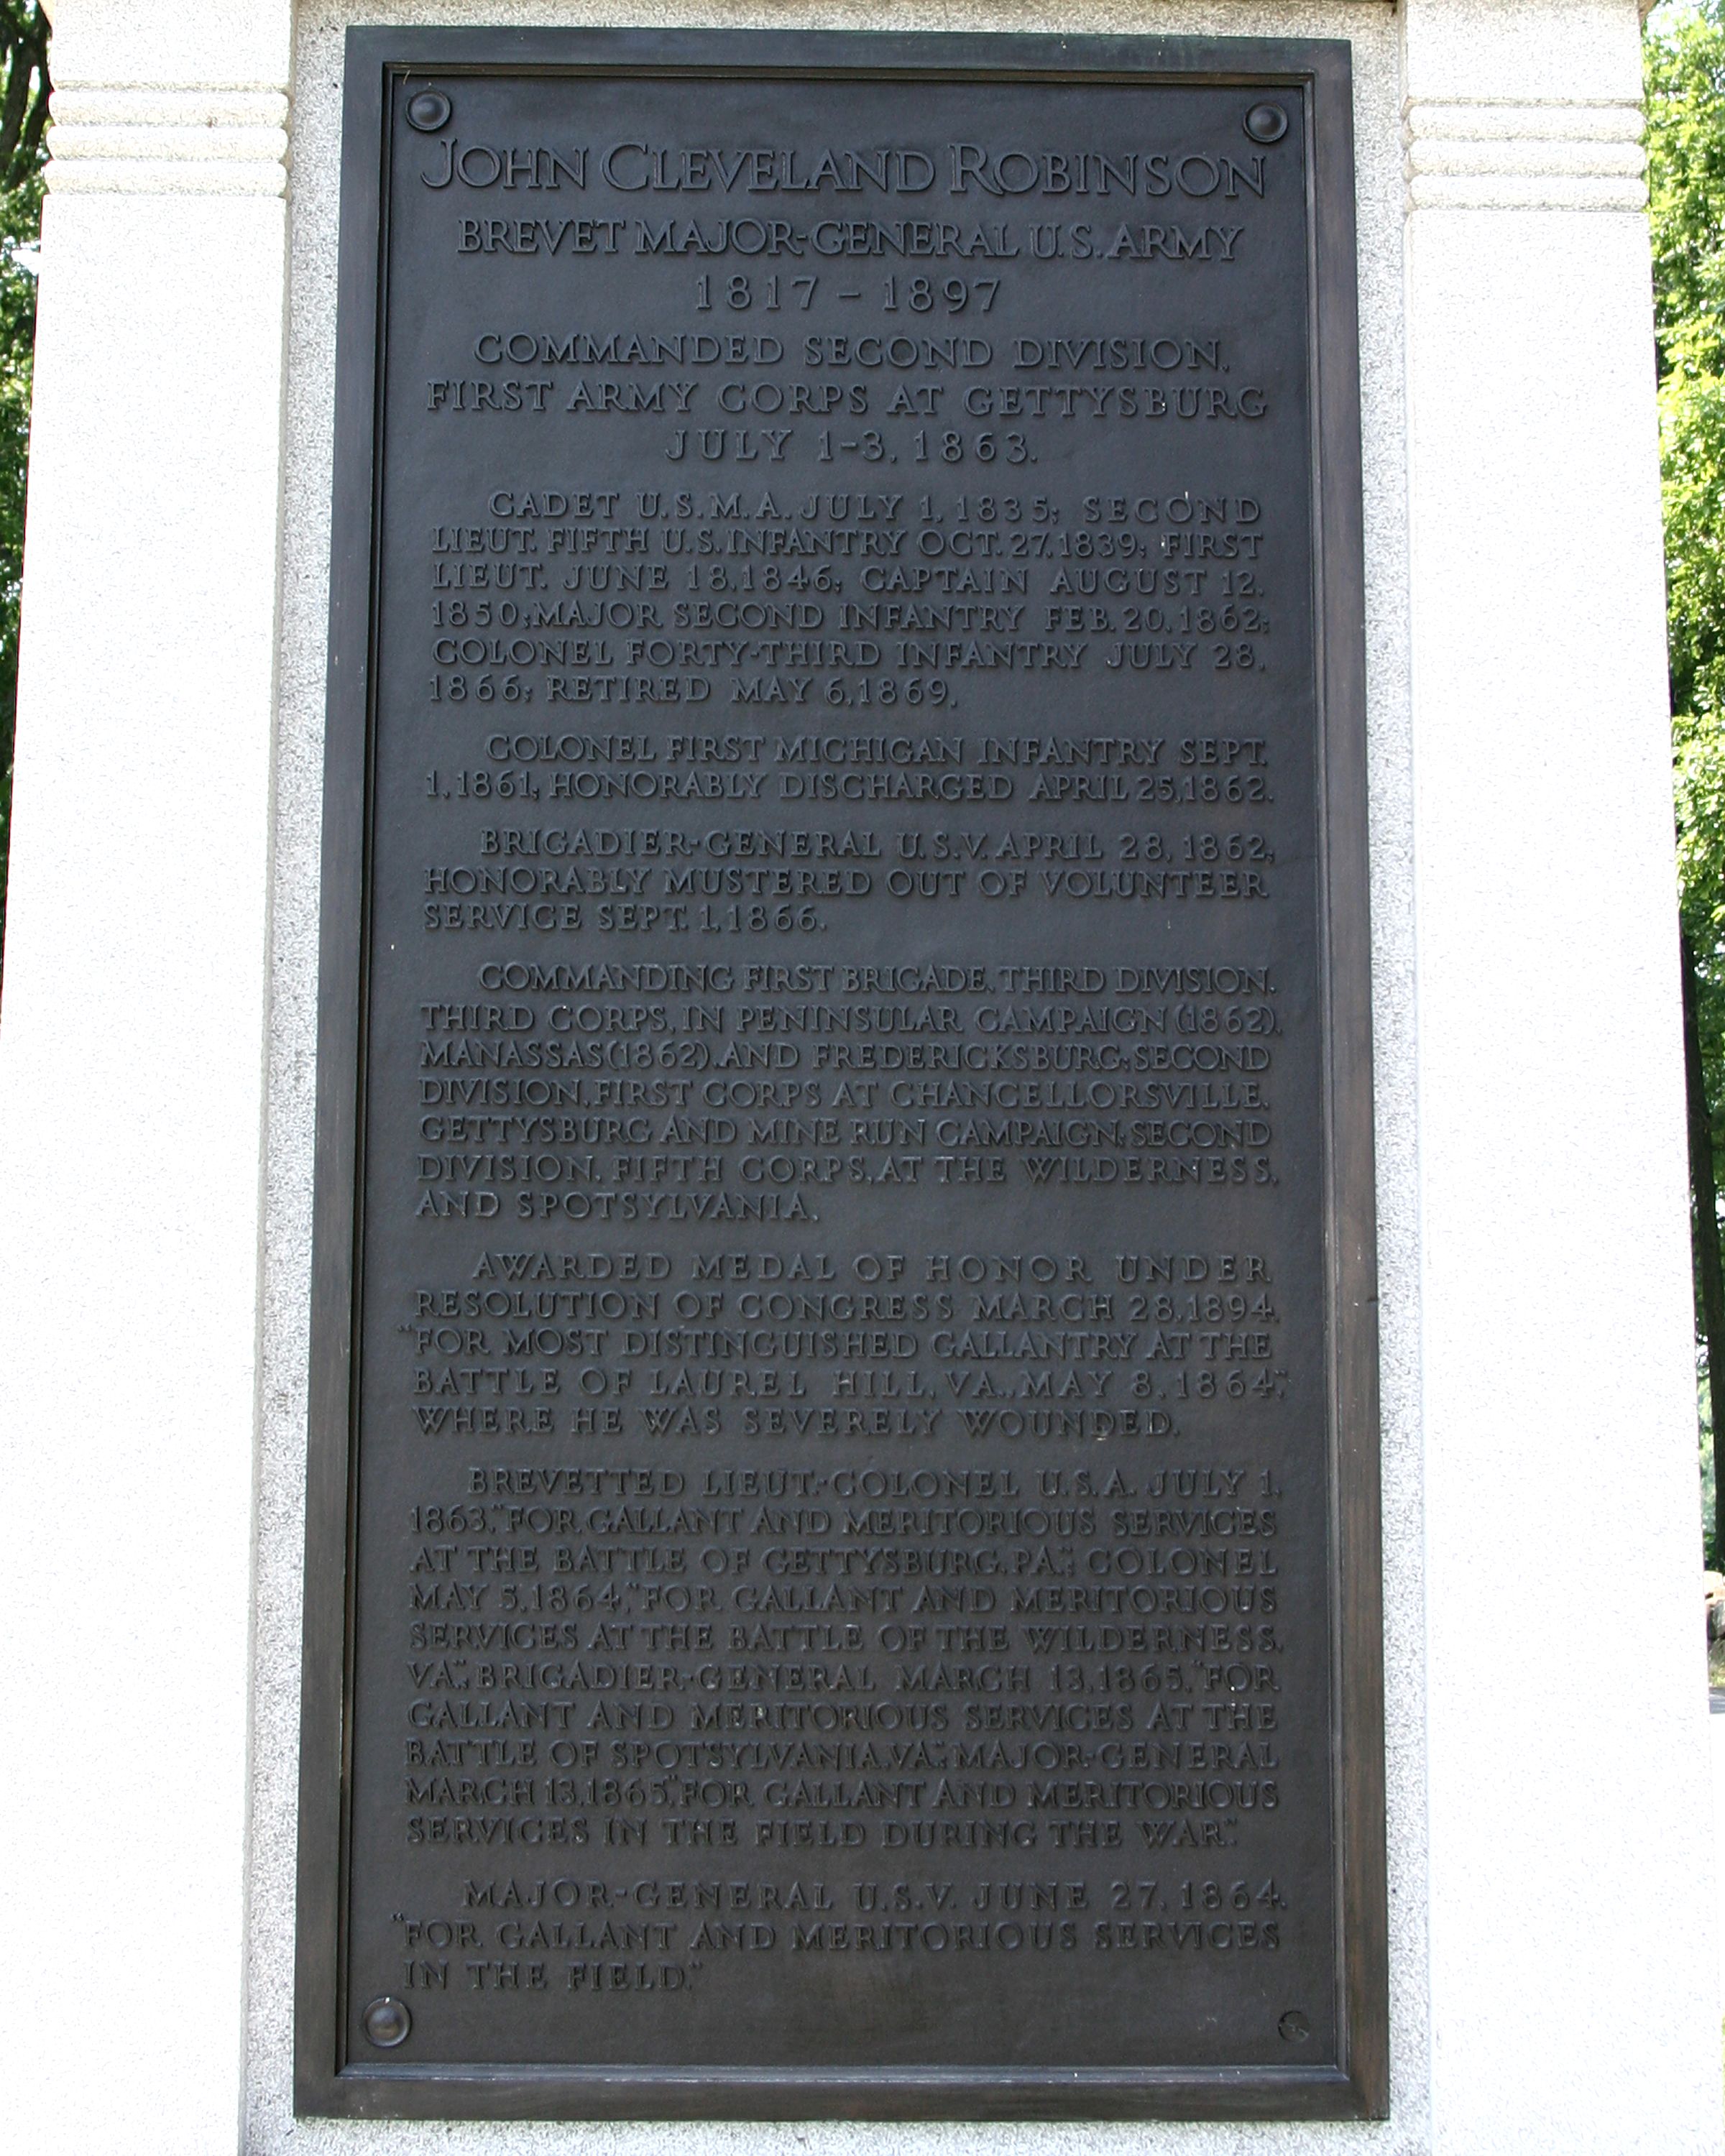 JOHN CLEVELAND ROBINSON
BREVET MAJOR-GENERAL U.S. ARMY
1817 – 1897
COMMANDED SECOND DIVISION,
FIRST ARMY CORPS AT GETTYSBURG
JULY 1-3, 1863.
CADET U.S.M.A. JULY 1, 1835; SECOND
LIEUT. FIFTH U.S. INFANTRY OCT. 27, 1839; FIRST
LIEUT. JUNE 18, 1846; CAPTAIN AUGUST 12,
1850; MAJOR SECOND INFANTRY FEB. 20, 1862;
COLONEL FORTY-THIRD INFANTRY JULY 28,
1866; RETIRED MAY 6, 1869.
COLONEL FIRST MICHIGAN INFANTRY SEPT.
1, 1861; HONORABLY DISCHARGED APRIL 25, 1862.
BRIGADIER-GENERAL U.S.V. APRIL 28, 1862,
HONORABLY MUSTERED OUT OF VOLUNTEER
SERVICE SEPT. 1, 1866.
COMMANDING FIRST BRIGADE, THIRD DIVISION,
THIRD CORPS, IN PENINSULAR CAMPAIGN (1862),
MANASSAS (1862), AND FREDERICKSBURG; SECOND
DIVISION, FIRST CORPS AT CHANCELLORSVILLE,
GETTYSBURG AND MINE RUN CAMPAIGN; SECOND
DIVISION, FIFTH CORPS, AT THE WILDERNESS,
AND SPOTSYLVANIA.
AWARDED MEDAL OF HONOR UNDER
RESOLUTION OF CONGRESS MARCH 28, 1894,
"FOR MOST DISTINGUISHED GALLANTRY AT THE
BATTLE OF LAUREL HILL, VA., MAY 8, 1864,"
WHERE HE WAS SEVERELY WOUNDED.
BREVETTED LIEUT.-COLONEL U.S.A. JULY 1,
1863, "FOR GALLANT AND MERITORIOUS SERVICES
AT THE BATTLE OF GETTYSBURG, PA."; COLONEL
MAY 5, 1864, "FOR GALLANT AND MERITORIOUS
SERVICES AT THE BATTLE OF THE WILDERNESS,
VA."; BRIGADIER-GENERAL MARCH 13, 1865, "FOR
GALLANT AND MERITORIOUS SERVICES AT THE
BATTLE OF SPOTSYLVANIA, VA."; MAJOR-GENERAL
MARCH 13, 1865, "FOR GALLANT AND MERITORIOUS
SERVICES IN THE FIELD DURING THE WAR."
MAJOR-GENERAL U.S.V. JUNE 27, 1864,
"FOR GALLANT AND MERITORIOUS SERVICES
IN THE FIELD."